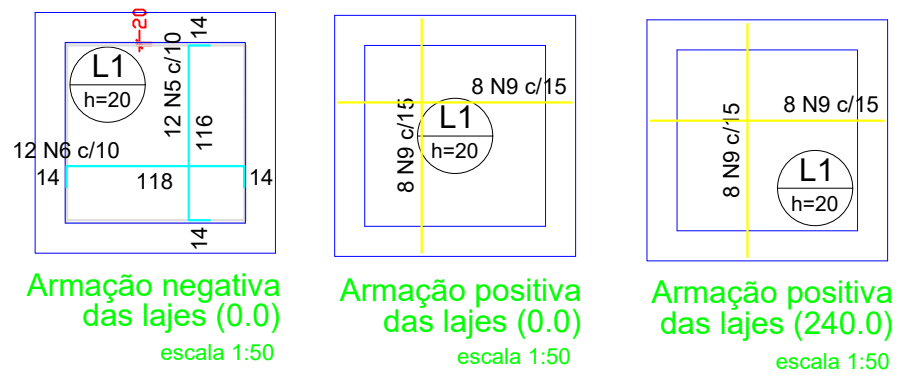 20
14
12 N5 c/10
116
L1
h=20
12 N6 c/10
14
118
14
14
Armação negativa
das lajes (0.0)
escala 1:50
8 N9 c/15
8 N9 c/15
L1
h=20
Armação positiva
das lajes (0.0)
escala 1:50
8 N9 c/15
8 N9 c/15
L1
h=20
Armação positiva
das lajes (240.0)
escala 1:50